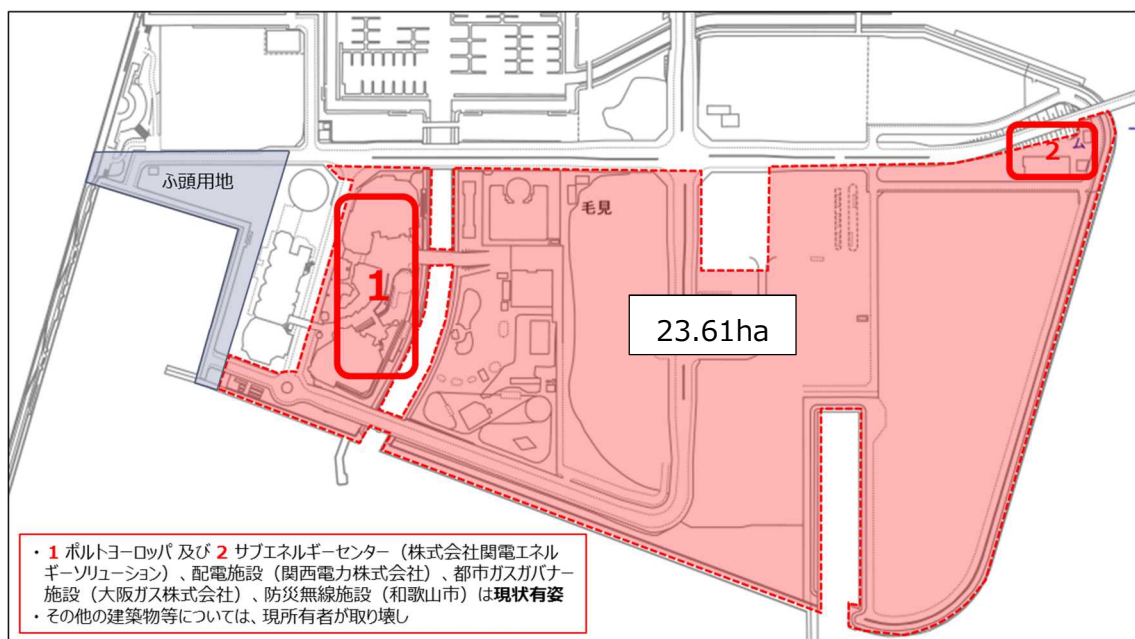 ふ頭用地
毛見
1
2
23.61ha
・1 ポルトヨーロッパ 及び 2 サブエネルギーセンター（株式会社関電エネル
ギーソリューション）、配電施設（関西電力株式会社）、都市ガスガバナー
施設（大阪ガス株式会社）、防災無線施設（和歌山市）は現状有姿
・その他の建築物等については、現所有者が取り壊し